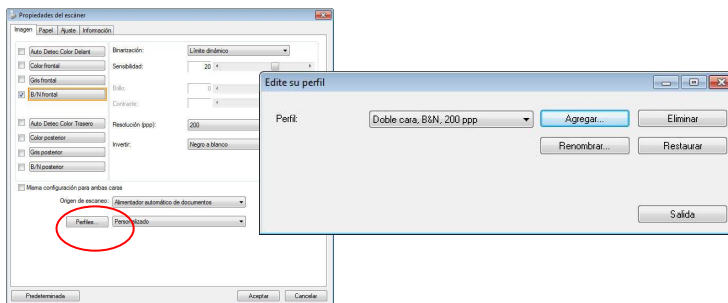 Propiedades del escáner
Imagen Papel Ajuste Información
Auto Detec Color Delant
Binarización:
Límite dinámico
Color frontal
Sensibilidad:
20
Gris frontal
B/N frontal
Brillo:
0
Contraste:
Auto Detec Color Trasero
Resolución (ppp):
200
Color posterior
Invertir:
Negro a blanco
Gris posterior
B/N posterior
Misma configuración para ambas caras
Origen de escaneo:
Alimentador automático de documentos
Perfiles...
Personalizado
Predeterminada
Aceptar
Cancelar
Edite su perfil
Perfil:
Doble cara, B&N, 200 ppp
Agregar...
Eliminar
Renombrar...
Restaurar
Salida